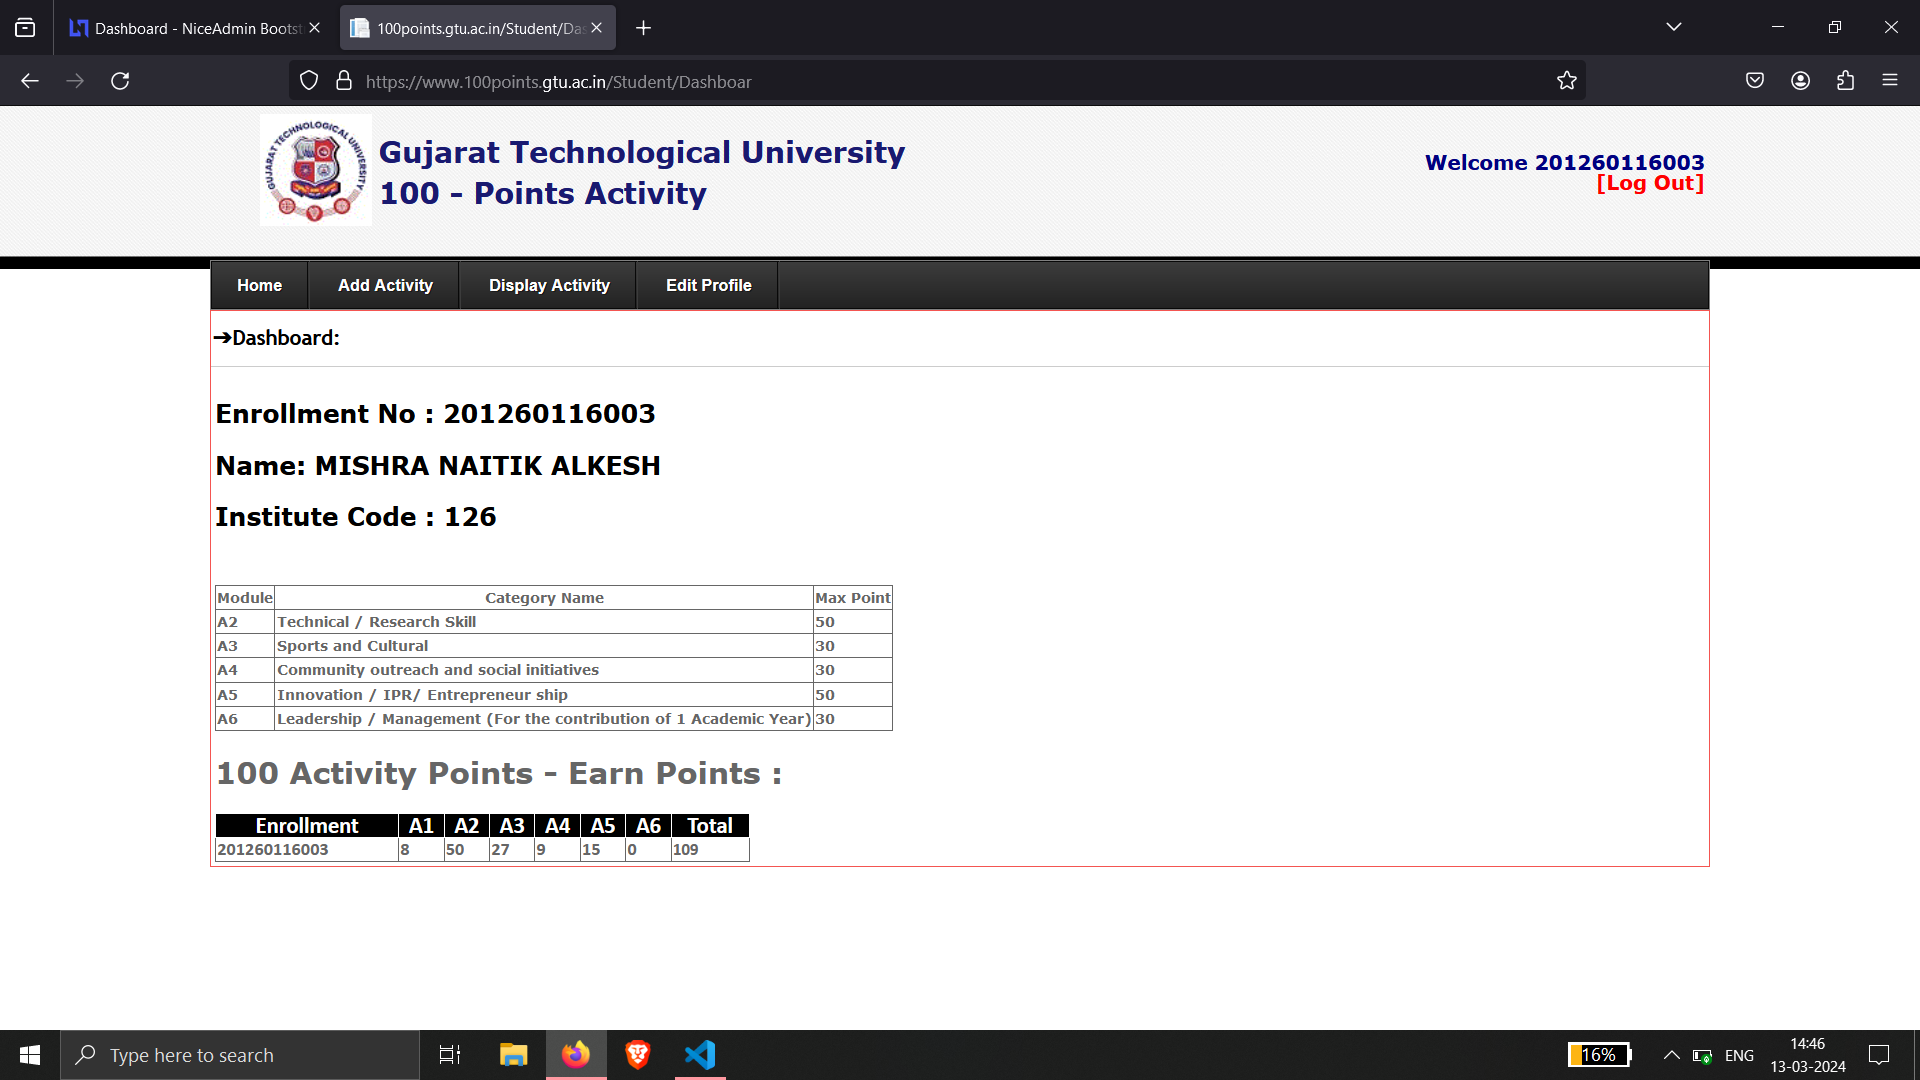 Dashboard - NiceAdmin Bootst
100points.gtu.ac.in/Student/Das
https://www.100points.gtu.ac.in/Student/Dashboar
GUJARAT TECHNOLOGICAL UNIVERSITY
Gujarat Technological University
100 - Points Activity
Welcome 201260116003
[Log Out]
Home Add Activity Display Activity Edit Profile
➔Dashboard:
Enrollment No : 201260116003
Name: MISHRA NAITIK ALKESH
Institute Code : 126
Module Category Name Max Point
A2 Technical / Research Skill 50
A3 Sports and Cultural 30
A4 Community outreach and social initiatives 30
A5 Innovation / IPR/ Entrepreneur ship 50
A6 Leadership / Management (For the contribution of 1 Academic Year) 30
100 Activity Points - Earn Points :
Enrollment A1 A2 A3 A4 A5 A6 Total
201260116003 8 50 27 9 15 0 109
Type here to search
16%
ENG
14:46
13-03-2024